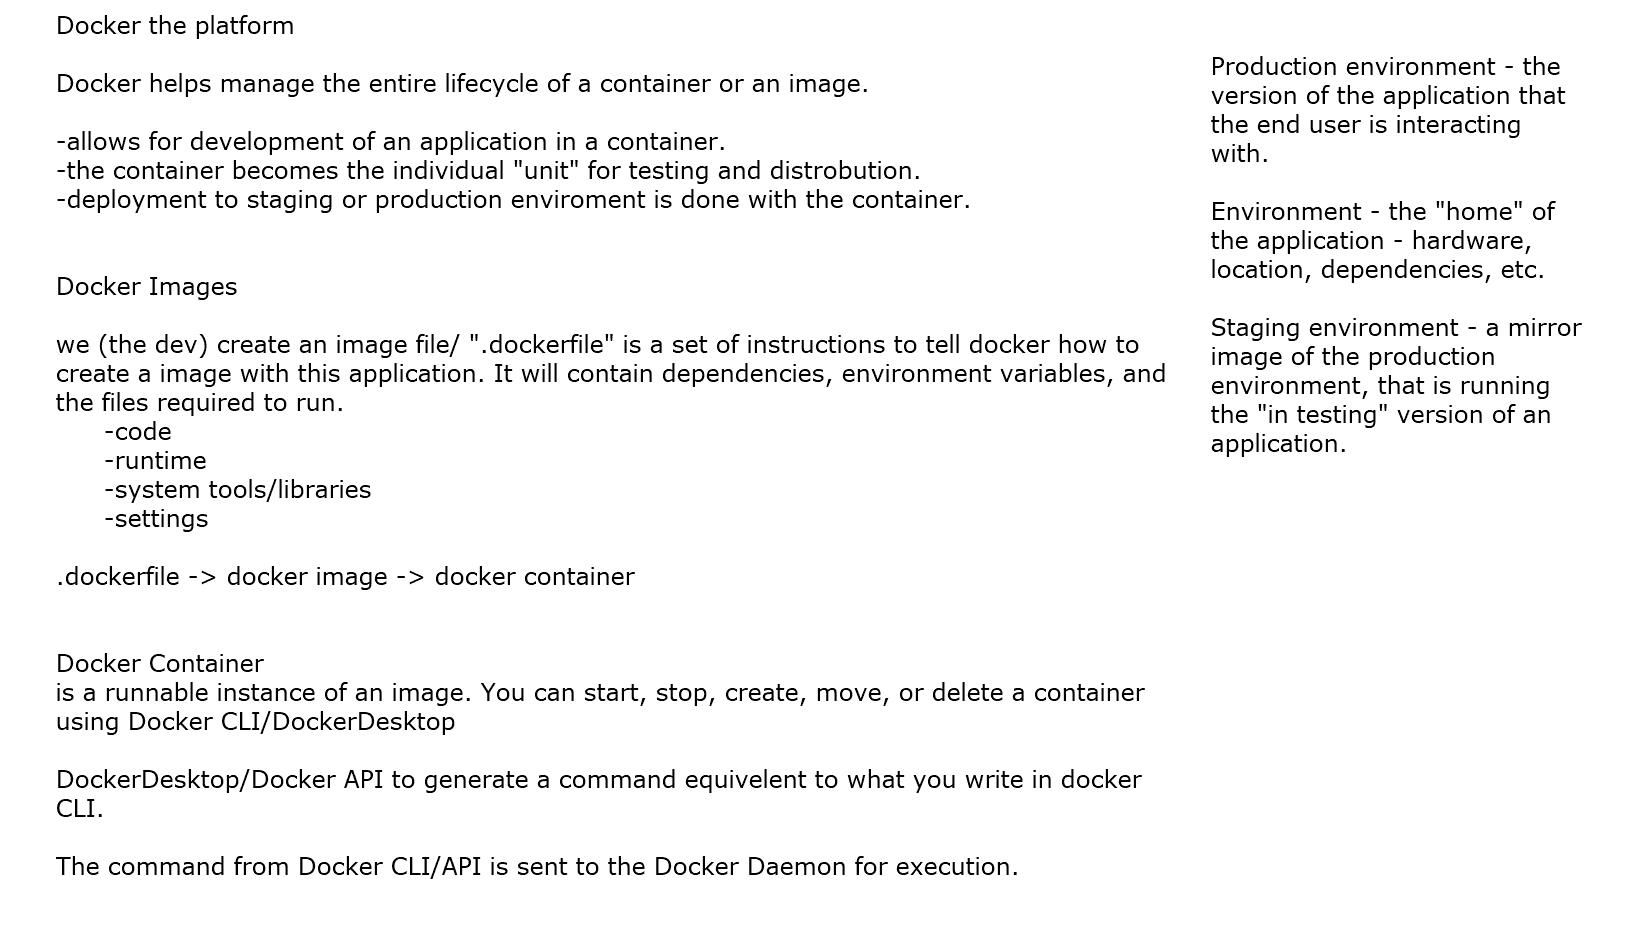 Docker the platform
Docker helps manage the entire lifecycle of a container or an image.
-allows for development of an application in a container.
-the container becomes the individual "unit" for testing and distrobution.
-deployment to staging or production enviroment is done with the container.
Docker Images
we (the dev) create an image file/ ".dockerfile" is a set of instructions to tell docker how to
create a image with this application. It will contain dependencies, environment variables, and
the files required to run.
-code
-runtime
-system tools/libraries
-settings
.dockerfile -> docker image -> docker container
Docker Container
is a runnable instance of an image. You can start, stop, create, move, or delete a container
using Docker CLI/DockerDesktop
DockerDesktop/Docker API to generate a command equivelent to what you write in docker
CLI.
The command from Docker CLI/API is sent to the Docker Daemon for execution.
Production environment - the
version of the application that
the end user is interacting
with.
Environment - the "home" of
the application - hardware,
location, dependencies, etc.
Staging environment - a mirror
image of the production
environment, that is running
the "in testing" version of an
application.